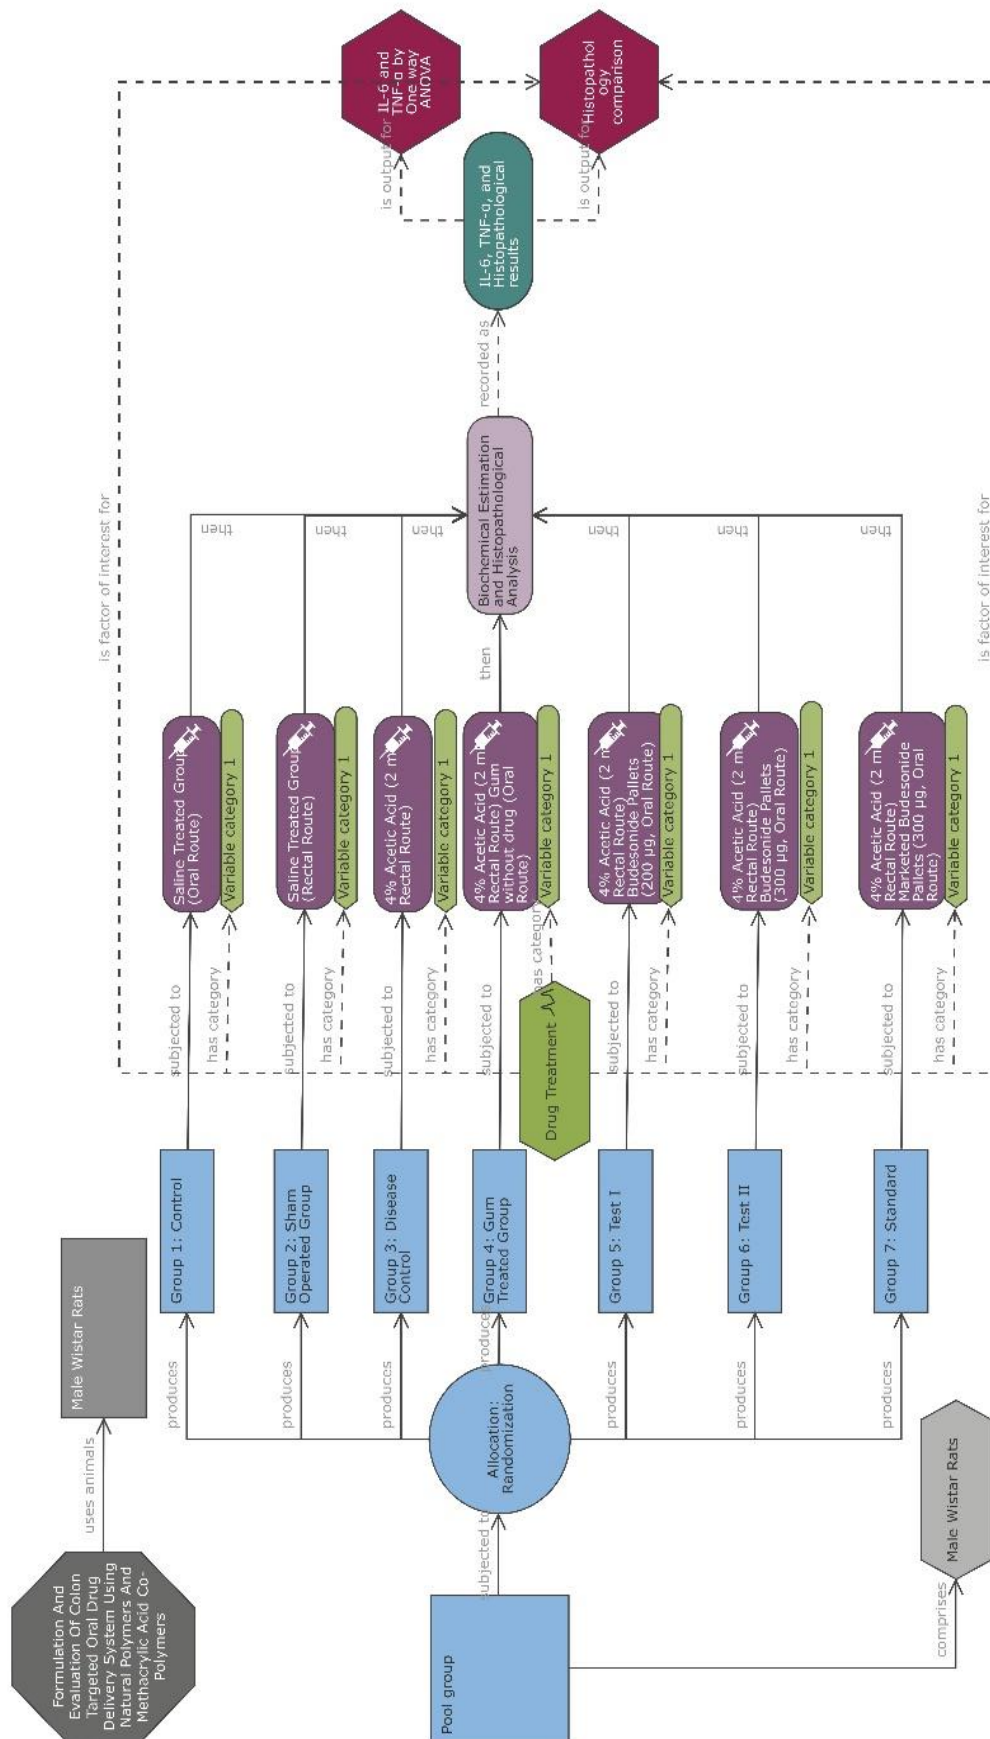 Formulation And
Evaluation Of Colon
Targeted Oral Drug
Delivery System Using
Natural Polymers And
Methacrylic Acid Co-
Polymers
uses animals
Male Wistar Rats
Pool group
comprises
Male Wistar Rats
subjected to
Allocation:
Randomization
produces
produces
produces
produces
produces
produces
produces
Group 1: Control
Group 2: Sham
Operated Group
Group 3: Disease
Control
Group 4: Gum
Treated Group
Group 5: Test I
Group 6: Test II
Group 7: Standard
Drug Treatment
subjected to
has category
subjected to
has category
subjected to
has category
subjected to
has category
subjected to
has category
subjected to
has category
subjected to
has category
Saline Treated Group
(Oral Route)
Variable category 1
Saline Treated Group
(Rectal Route)
Variable category 1
4% Acetic Acid (2 m
Rectal Route)
Variable category 1
4% Acetic Acid (2 m
Rectal Route) Gum
without drug (Oral
Route)
Variable category 1
4% Acetic Acid (2 m
Rectal Route)
Budesonide Pallets
(200 µg, Oral Route)
Variable category 1
4% Acetic Acid (2 m
Rectal Route)
Budesonide Pallets
(300 µg, Oral Route)
Variable category 1
4% Acetic Acid (2 m
Rectal Route)
Marketed Budesonide
Pallets (300 µg, Oral
Route)
Variable category 1
then
then
then
then
then
then
then
Biochemical Estimation
and Histopathological
Analysis
recorded as
IL-6, TNF-α, and
Histopathological
results
is output for
is output for
IL-6 and
TNF-α by
One way
ANOVA
Histopathol
ogy
comparison
is factor of interest for
is factor of interest for